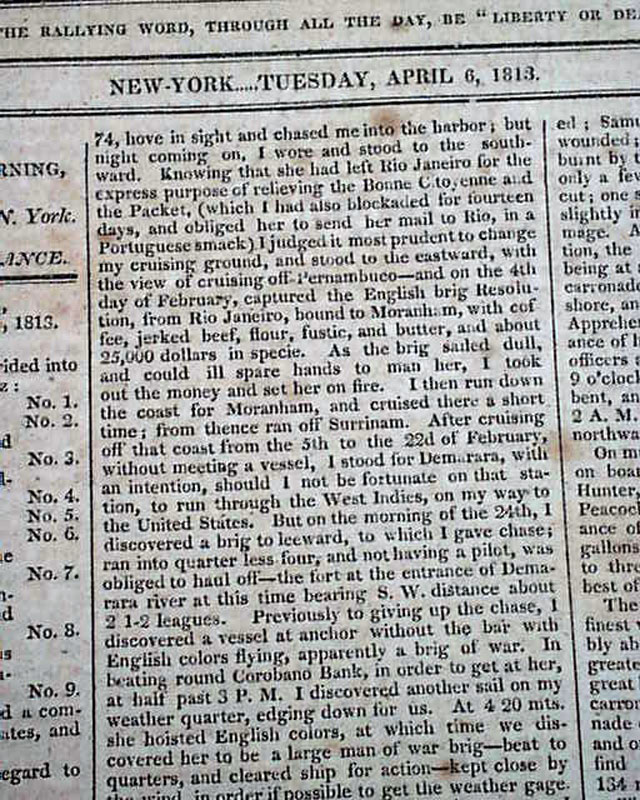 THE RALLYING WORD, THROUGH ALL THE DAY, BE "LIBERTY OR
NEW-YORK.....TUESDAY, APRIL 6, 1813.
N. York.
, 1813.
No. 1.
No. 2.
No. 3.
No. 4.
No. 5.
No. 6.
No. 7.
No. 8.
No. 9.
d a com-
egard to
74, hove in sight and chased me into the harbor; but
night coming on, I wore and stood to the south-
ward. Knowing that she had left Rio Janeiro for the
express purpose of relieving the Bonne Citoyenne and
the Packet, (which I had also blockaded for fourteen
days, and obliged her to send her mail to Rio, in a
Portuguese smack) I judged it most prudent to change
my cruising ground, and stood to the eastward, with
the view of cruising off Pernambuco—and on the 4th
day of February, captured the English brig Resolu-
tion, from Rio Janeiro, bound to Moranham, with cof
fee, jerked beef, flour, fustic, and butter, and about
25,000 dollars in specie. As the brig sailed dull,
and could ill spare hands to man her, I took
out the money and set her on fire. I then run down
the coast for Moranham, and cruised there a short
time; from thence ran off Surrinam. After cruising
off that coast from the 5th to the 22d of February,
without meeting a vessel, I stood for Demarara, with
an intention, should I not be fortunate on that sta-
tion, to run through the West Indies, on my way to
the United States. But on the morning of the 24th, I
discovered a brig to leeward, to which I gave chase;
ran into quarter less four, and not having a pilot, was
obliged to haul off—the fort at the entrance of Dema-
rara river at this time bearing S. W. distance about
2 1-2 leagues. Previously to giving up the chase, I
discovered a vessel at anchor without the bar with
English colors flying, apparently a brig of war. In
beating round Corobano Bank, in order to get at her,
at half past 3 P. M. I discovered another sail on my
weather quarter, edging down for us. At 4 20 mts.
she hoisted English colors, at which time we dis-
covered her to be a large man of war brig—beat to
quarters, and cleared ship for action—kept close by
the wind, in order if possible to get the weather gage.
ed; Samu
wounded;
burnt by
only a few
cut; one s
slightly in
mage. A
tion, the
being at
carronade
shore, an
Apprehe
ance of h
officers
9 o'cloc
bent, an
2 A. M.
northwa
On m
on boar
Hunter,
Peacock
ance of
gallons
to thre
best of
The
finest v
bly ab
greate
great
carron
nade
and o
find
134